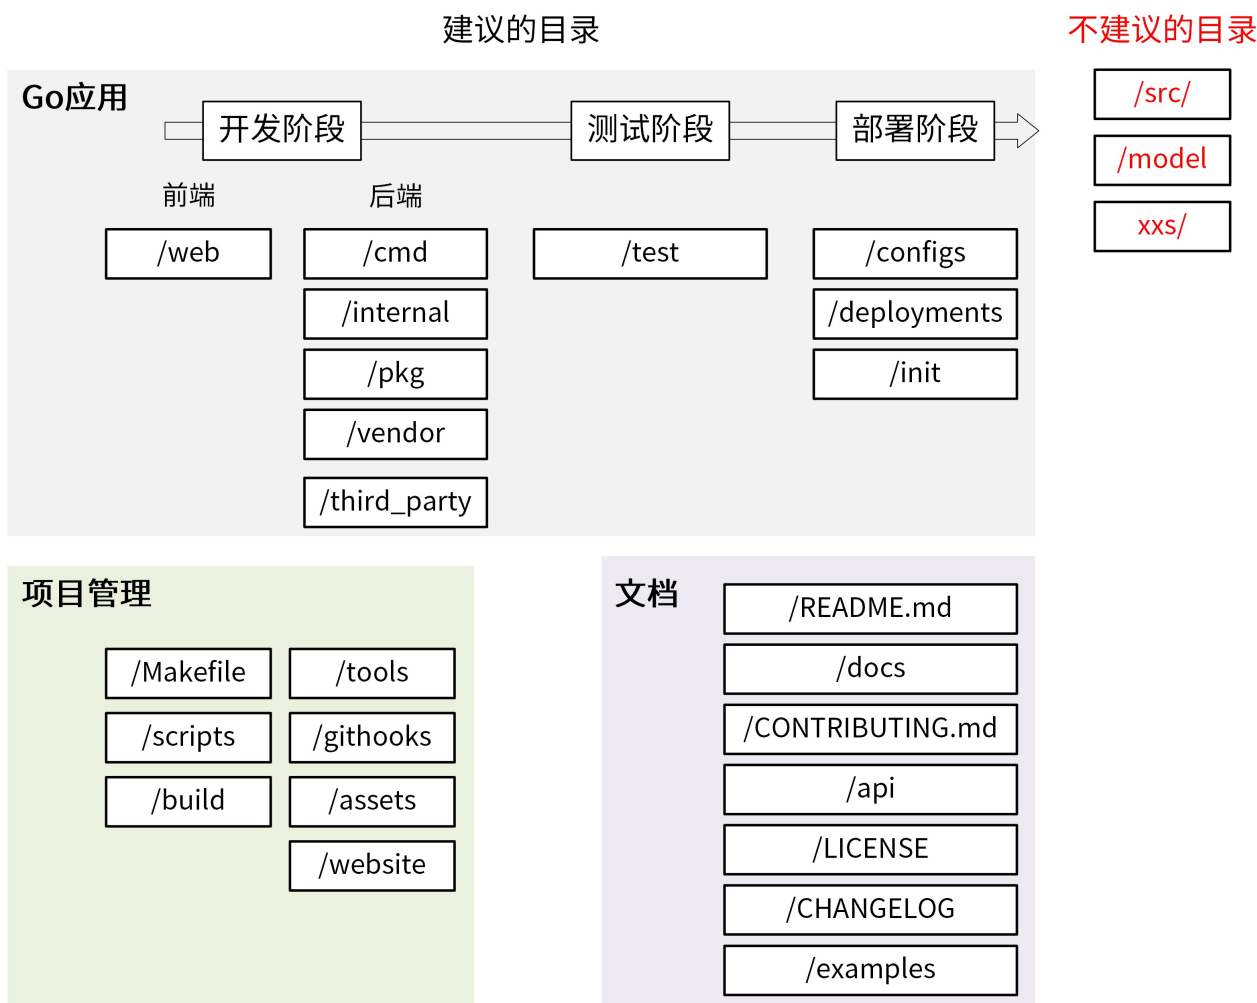 建议的目录
不建议的目录
Go应用
开发阶段
测试阶段
部署阶段
前端
后端
/web
/cmd
/internal
/pkg
/vendor
/third_party
/test
/configs
/deployments
/init
/src/
/model
xxs/
项目管理
/Makefile
/tools
/scripts
/githooks
/build
/assets
/website
文档
/README.md
/docs
/CONTRIBUTING.md
/api
/LICENSE
/CHANGELOG
/examples